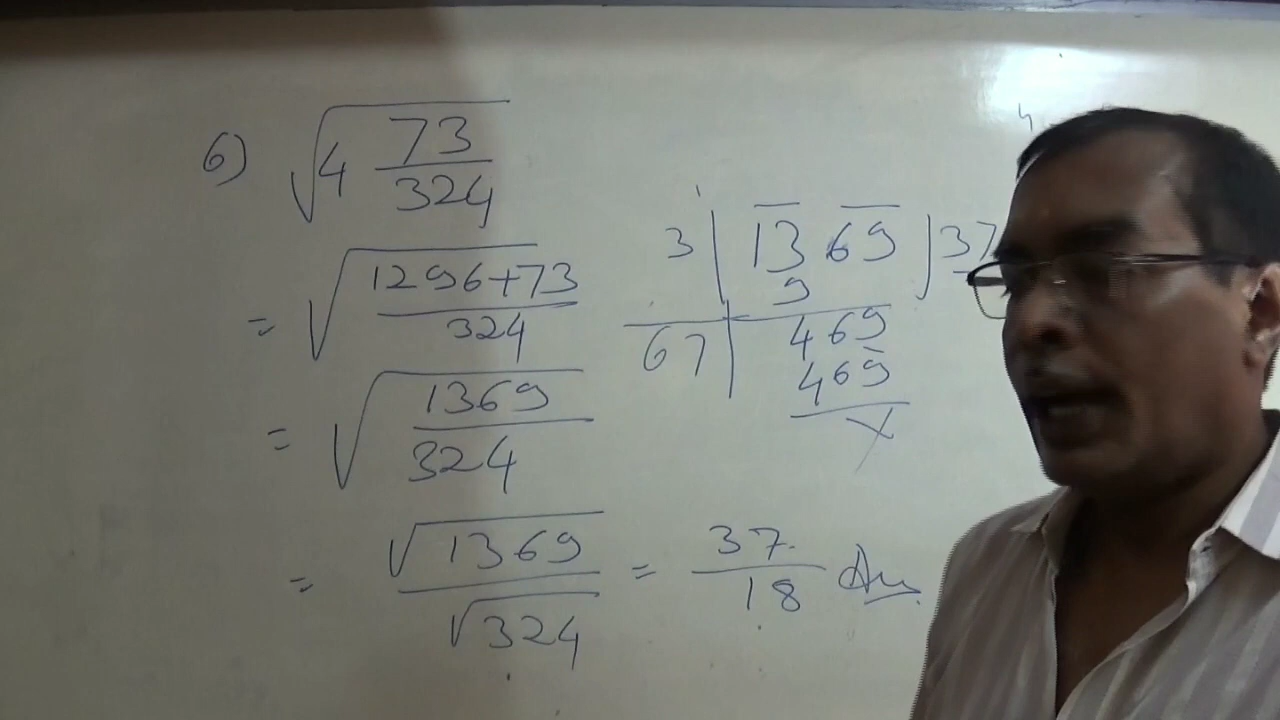 6) √4 73/324
= √(1296+73)/324
= √1369/324
= √1369/√324 = 37/18 Ans
3 | 13 69 | 37
9
67 | 469
469
x